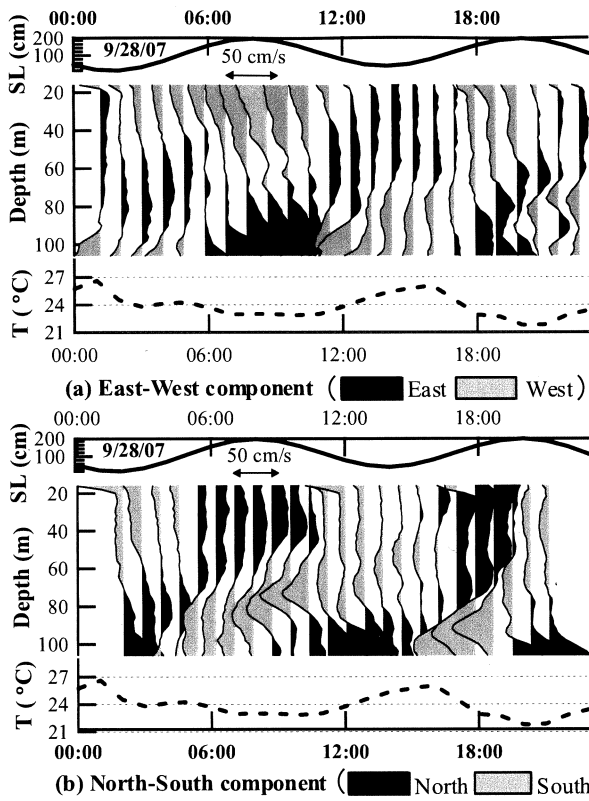 00:00 06:00 12:00 18:00
SL (cm)
200
100
9/28/07
50 cm/s
Depth (m)
20
40
60
80
100
T ( °C)
27
24
21
00:00 06:00 12:00 18:00
(a) East-West component ( East West )
00:00 06:00 12:00 18:00
SL (cm)
200
100
9/28/07
50 cm/s
Depth (m)
20
40
60
80
100
T ( °C)
27
24
21
00:00 06:00 12:00 18:00
(b) North-South component ( North South